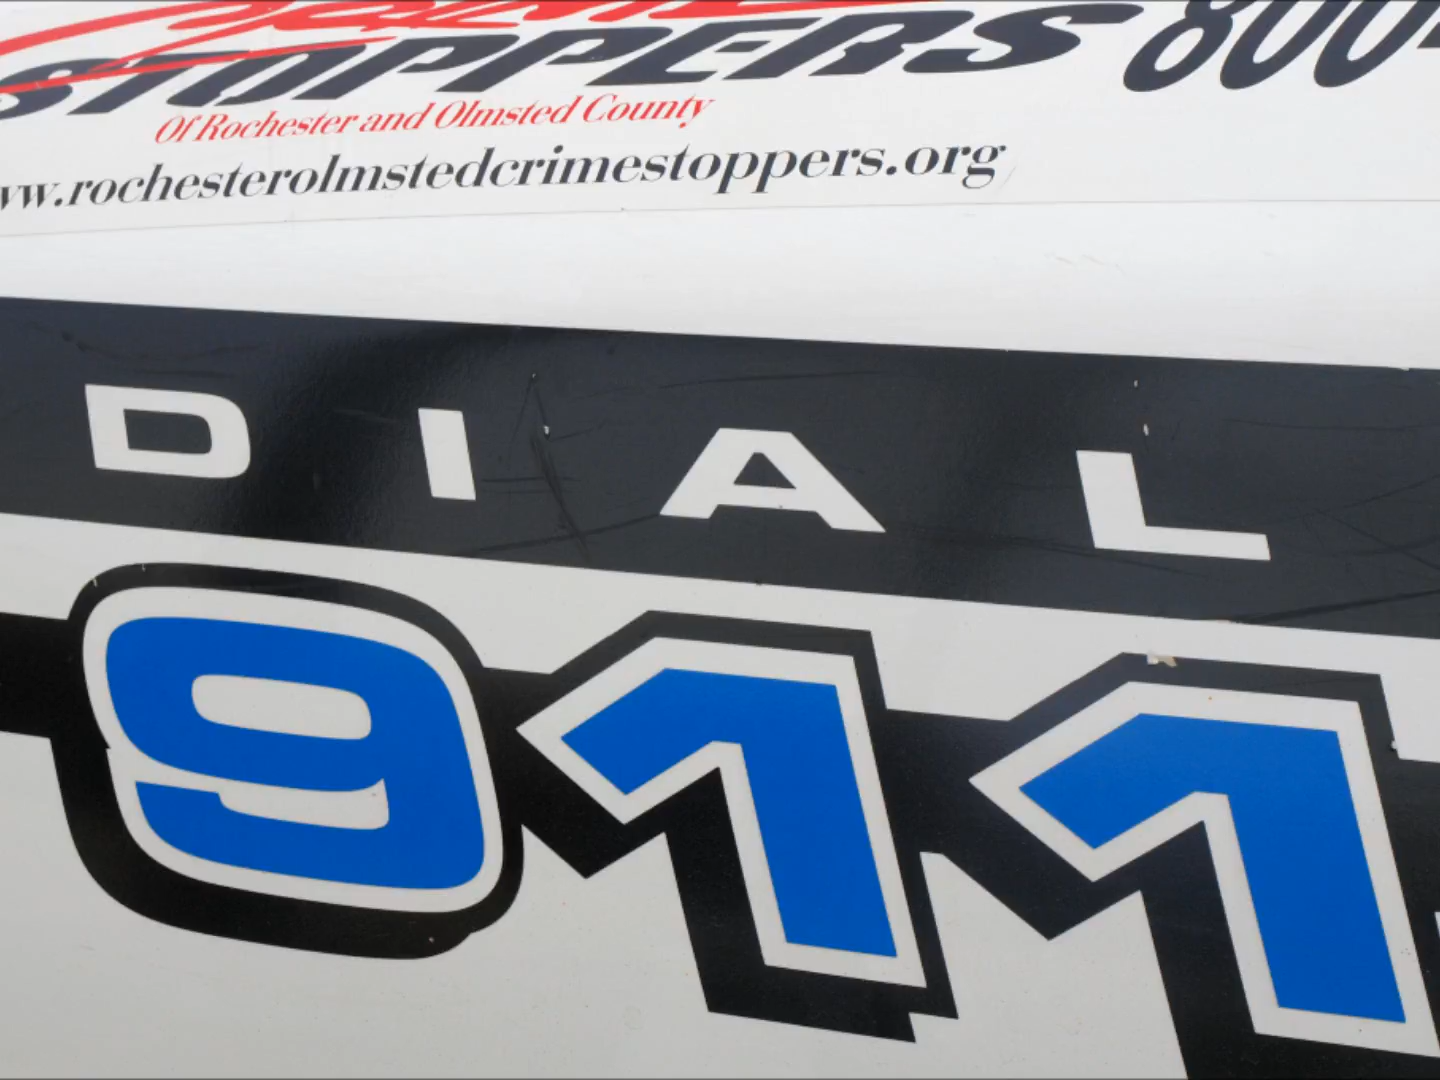 STOPPERS 800-
Of Rochester and Olmsted County
www.rochesterolmstedcrimestoppers.org
DIAL
911